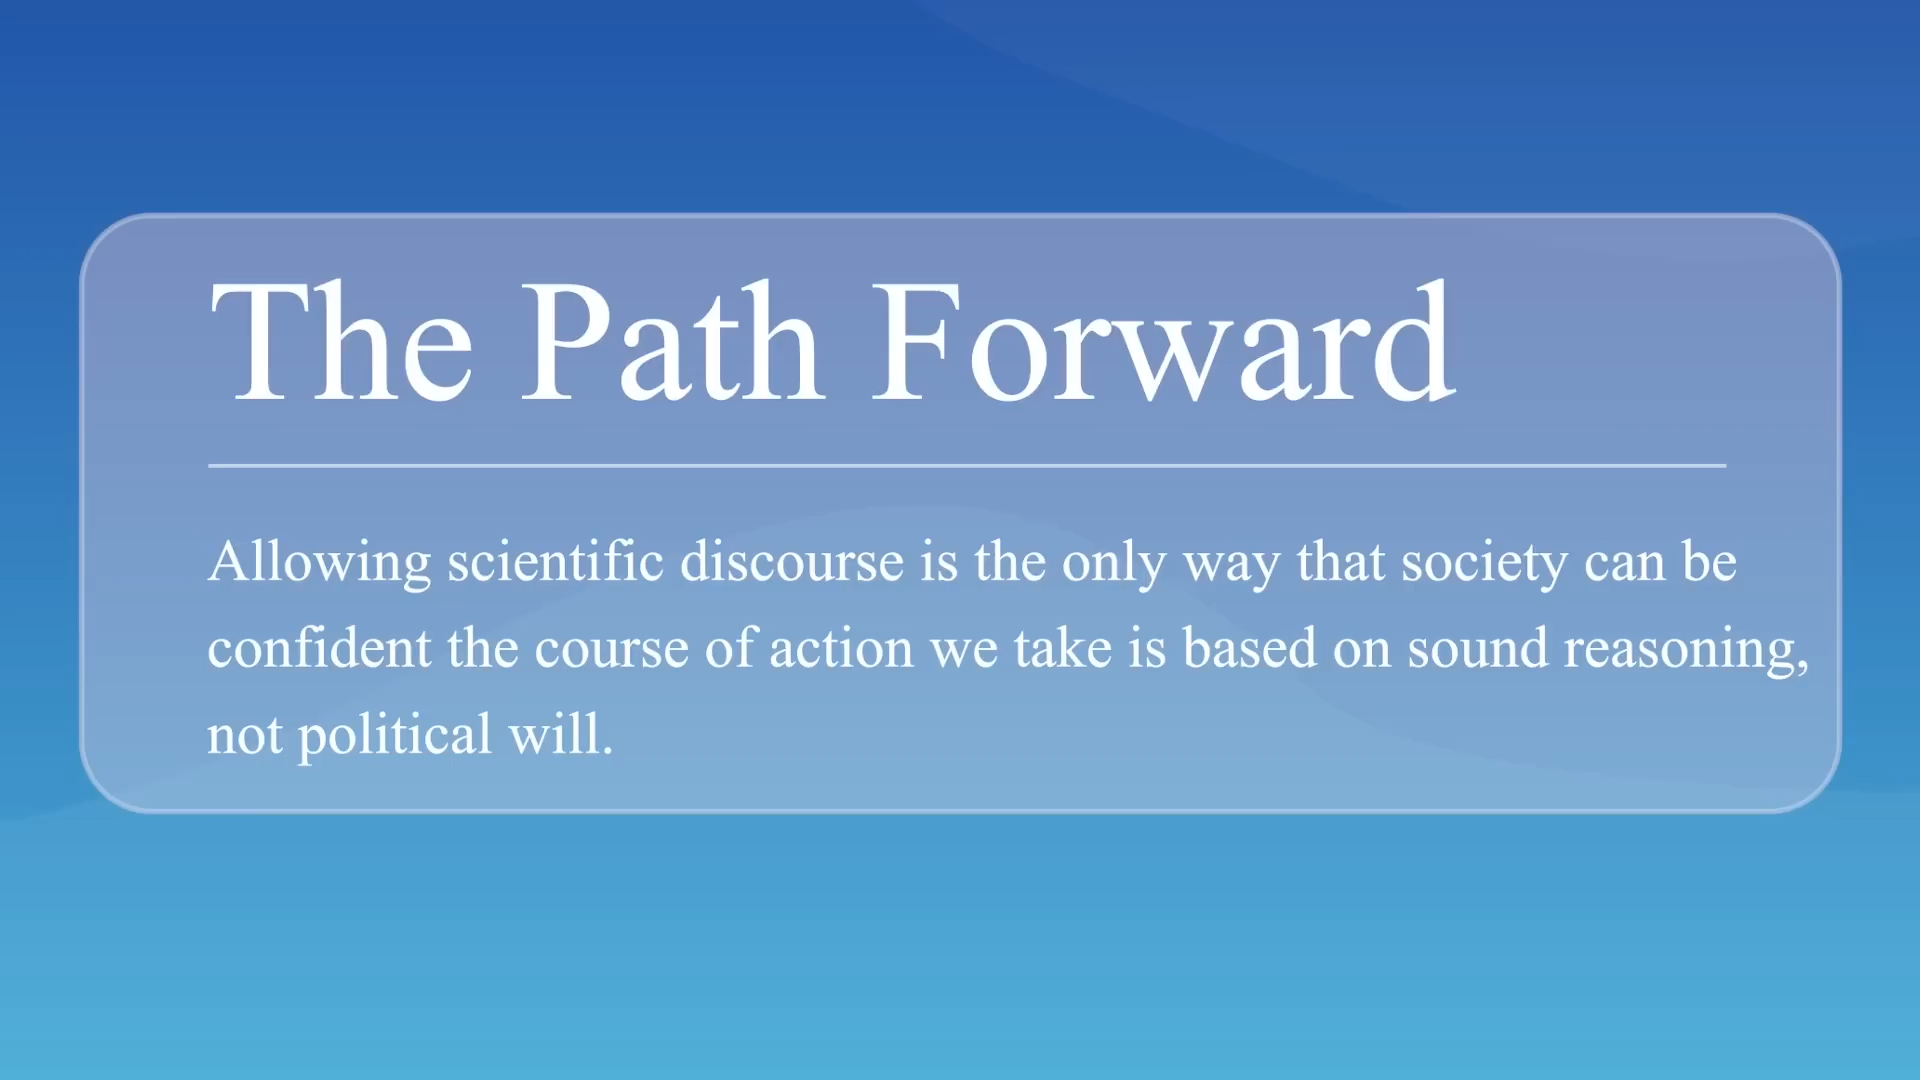 The Path Forward
Allowing scientific discourse is the only way that society can be
confident the course of action we take is based on sound reasoning,
not political will.